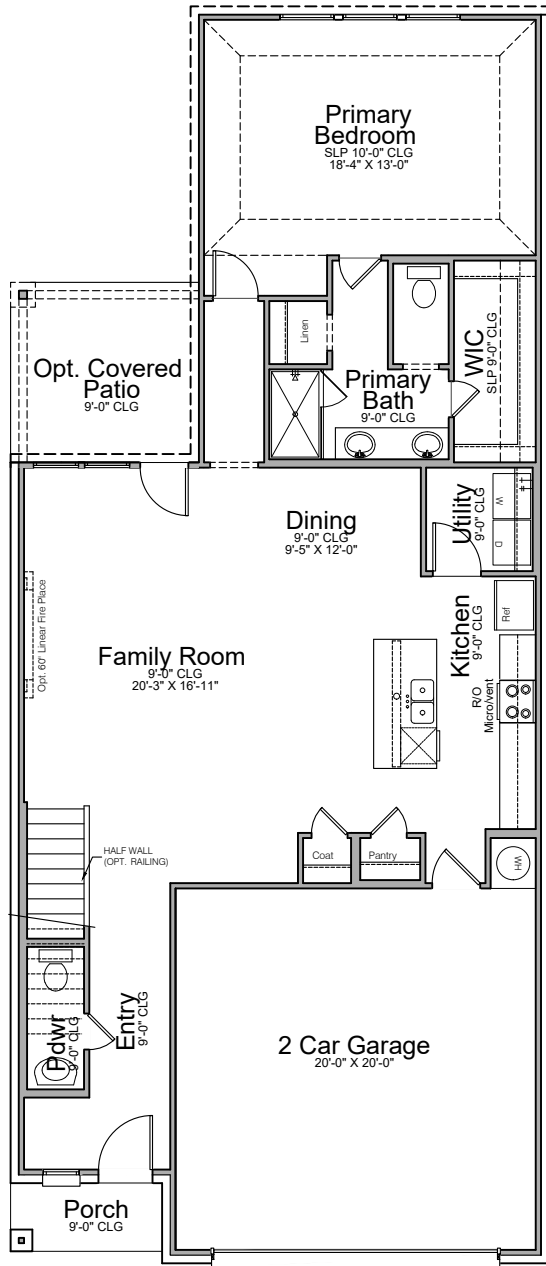 Primary
Bedroom
SLP 10'-0" CLG
18'-4" X 13'-0"
Linen
WIC
SLP 9'-0" CLG
Opt. Covered
Patio
9'-0" CLG
Primary
Bath
9'-0" CLG
W
D
Utility
9'-0" CLG
Dining
9'-0" CLG
9'-5" X 12'-0"
Opt. 60" Linear Fire Place
Family Room
9'-0" CLG
20'-3" X 16'-11"
Kitchen
9'-0" CLG
Ref
R/O
Micro/vent
HALF WALL
(OPT. RAILING)
Coat
Pantry
WH
Pdwr
9'-0" CLG
Entry
9'-0" CLG
2 Car Garage
20'-0" X 20'-0"
Porch
9'-0" CLG